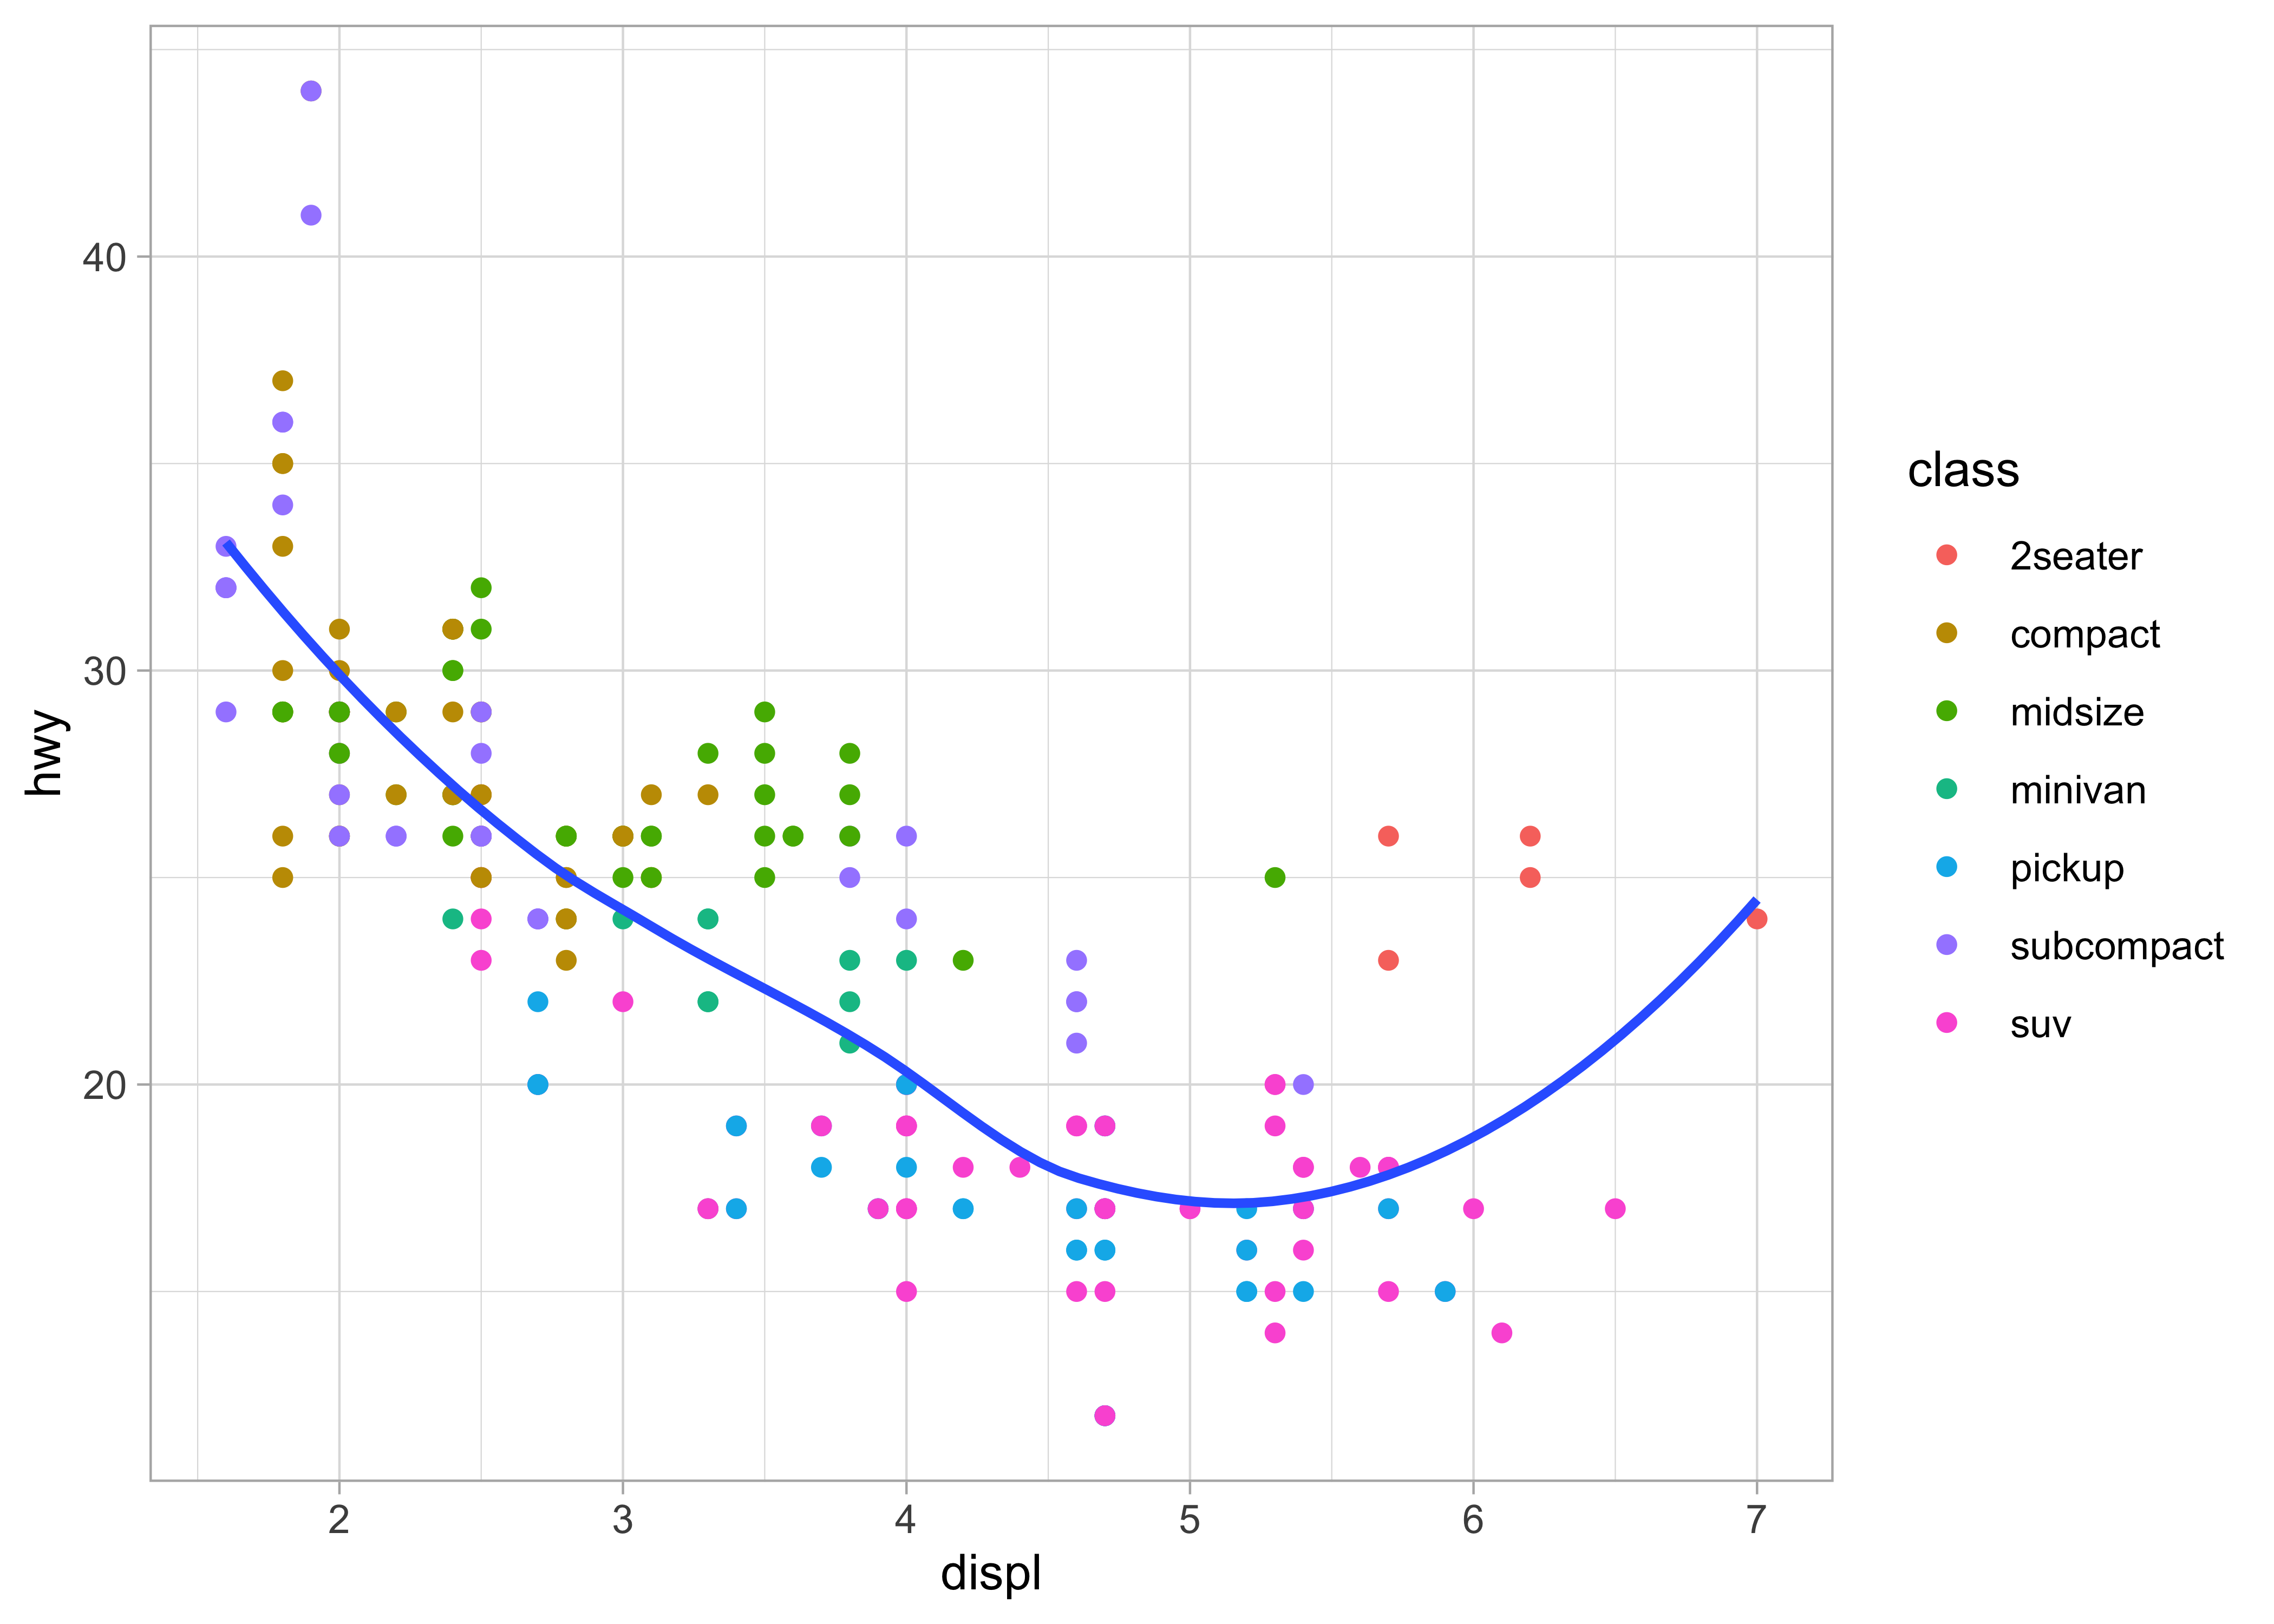 hwy
40
30
20
2
3
4
5
6
7
displ
class
2seater
compact
midsize
minivan
pickup
subcompact
suv